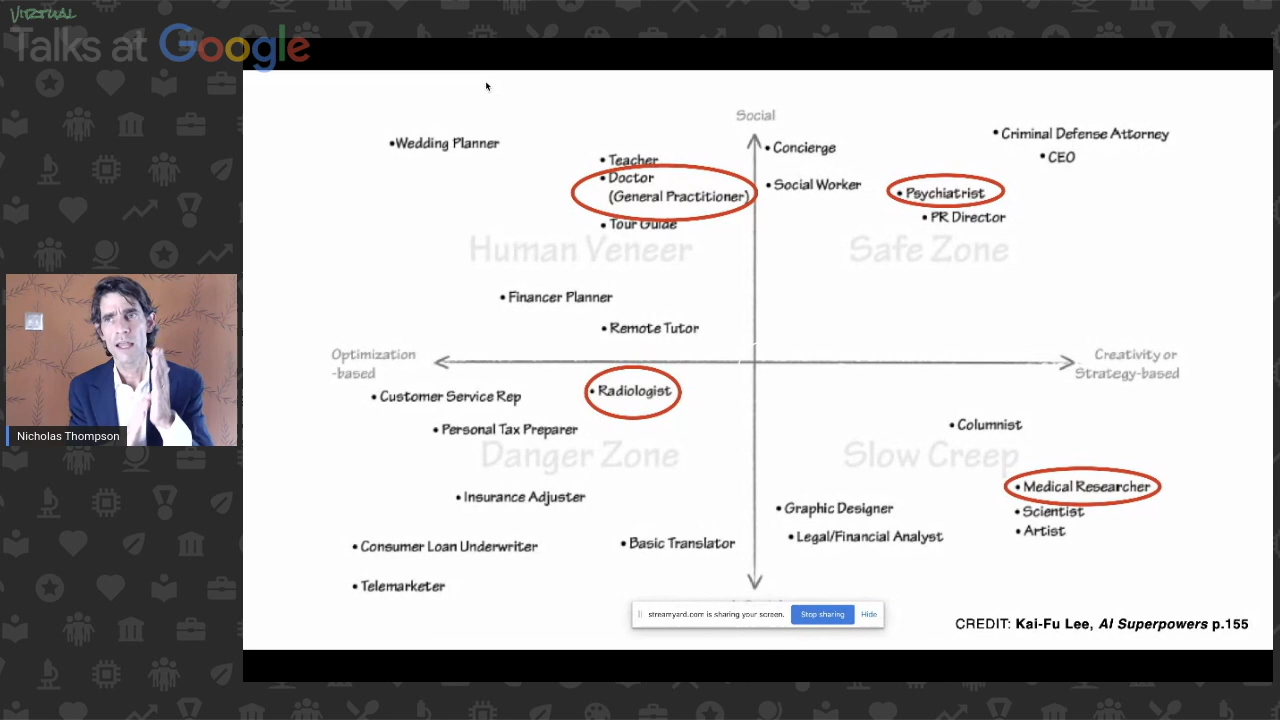 VIRTUAL
Talks at Google
Social
•Wedding Planner
•Teacher
•Doctor
(General Practitioner)
•Tour Guide
•Concierge
•Social Worker
•Criminal Defense Attorney
•CEO
•Psychiatrist
•PR Director
Human Veneer
Safe Zone
•Financer Planner
•Remote Tutor
Optimization
-based
Creativity or
Strategy-based
•Customer Service Rep
•Radiologist
•Personal Tax Preparer
Danger Zone
•Insurance Adjuster
•Consumer Loan Underwriter
•Basic Translator
•Telemarketer
•Columnist
Slow Creep
•Medical Researcher
•Scientist
•Artist
•Graphic Designer
•Legal/Financial Analyst
Nicholas Thompson
streamyard.com is sharing your screen. Stop sharing Hide
CREDIT: Kai-Fu Lee, AI Superpowers p.155